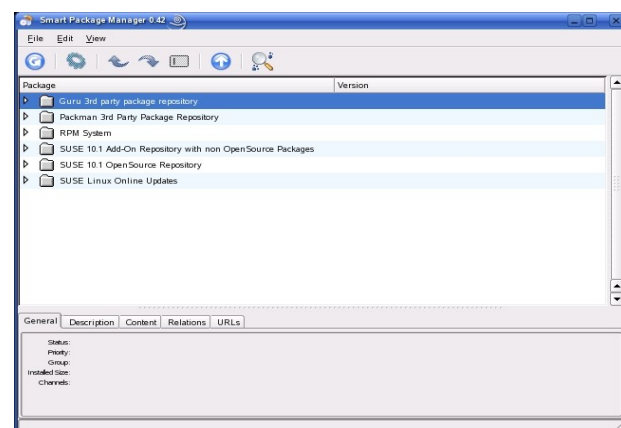 Smart Package Manager 0.42
File Edit View
Package Version
Guru 3rd party package repository
Packman 3rd Party Package Repository
RPM System
SUSE 10.1 Add-On Repository with non OpenSource Packages
SUSE 10.1 OpenSource Repository
SUSE Linux Online Updates
General Description Content Relations URLs
Status:
Priority:
Group:
Installed Size:
Channels: